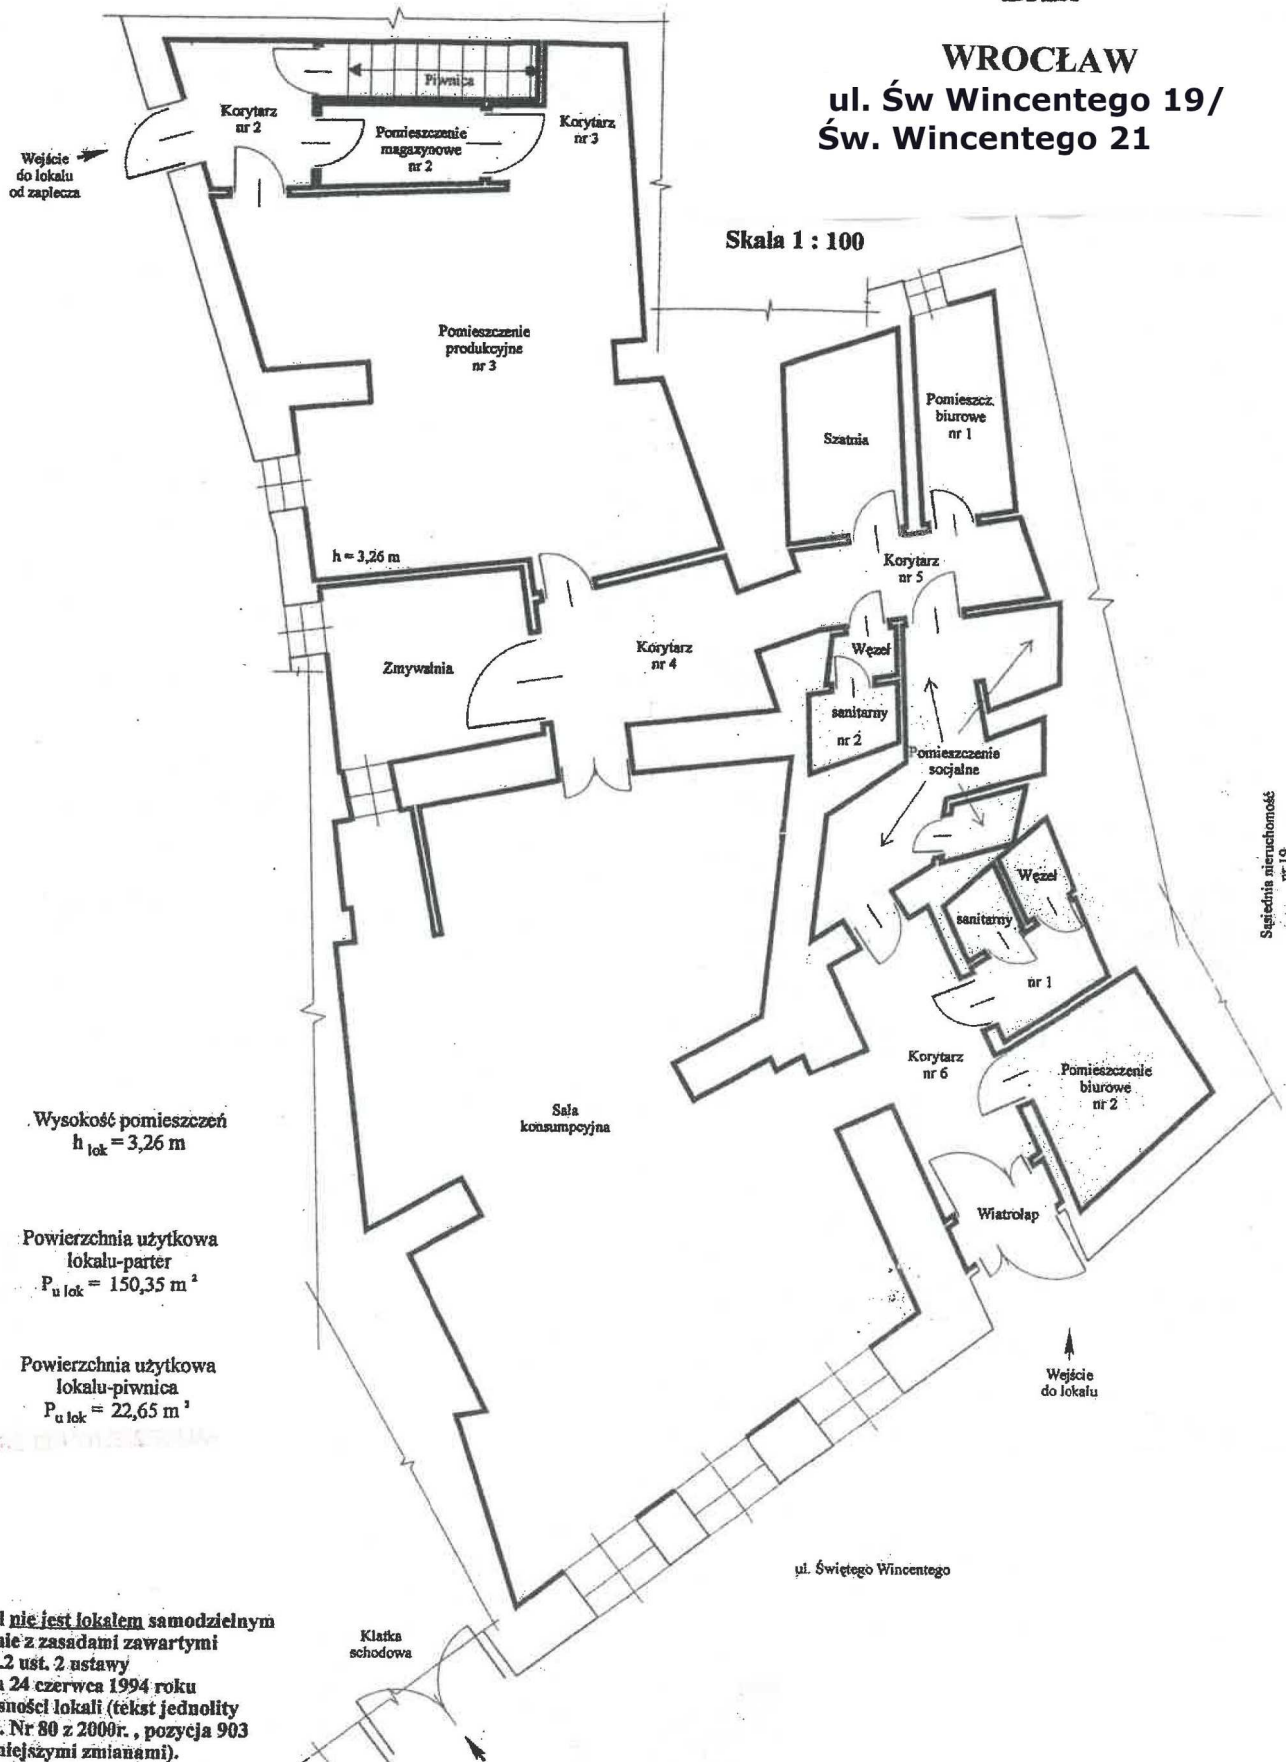 WROCŁAW
ul. Św Wincentego 19/
Św. Wincentego 21
Skala 1 : 100
Piwnica
Korytarz
nr 2
Pomieszczenie
magazynowe
nr 2
Korytarz
nr 3
Wejście
do lokalu
od zaplecza
Pomieszczenie
produkcyjne
nr 3
Szatnia
Pomieszcz.
biurowe
nr 1
h = 3,26 m
Korytarz
nr 5
Zmywalnia
Korytarz
nr 4
Węzeł
sanitarny
nr 2
Pomieszczenie
socjalne
Sąsiednia nieruchomość
nr 19
Węzeł
sanitarny
nr 1
Korytarz
nr 6
Pomieszczenie
biurowe
nr 2
Sala
konsumpcyjna
Wiatrołap
Wysokość pomieszczeń
h lok = 3,26 m
Powierzchnia użytkowa
lokalu-parter
P u lok = 150,35 m ²
Powierzchnia użytkowa
lokalu-piwnica
P u lok = 22,65 m ²
Wejście
do lokalu
ul. Świętego Wincentego
Klatka
schodowa
nie jest lokalem samodzielnym
z zasadami zawartymi
.2 ust. 2 ustawy
24 czerwca 1994 roku
lokali (tekst jednolity
. Nr 80 z 2000r. , pozycja 903
zmianami).